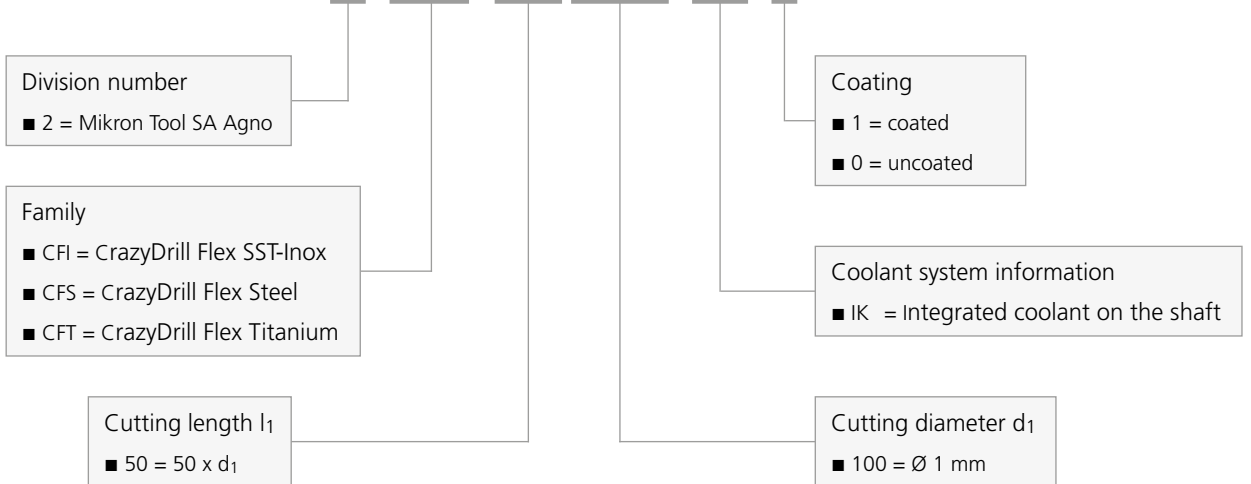 Division number
■ 2 = Mikron Tool SA Agno
Family
■ CFI = CrazyDrill Flex SST-Inox
■ CFS = CrazyDrill Flex Steel
■ CFT = CrazyDrill Flex Titanium
Cutting length l1
■ 50 = 50 x d1
Coating
■ 1 = coated
■ 0 = uncoated
Coolant system information
■ IK = Integrated coolant on the shaft
Cutting diameter d1
■ 100 = Ø 1 mm